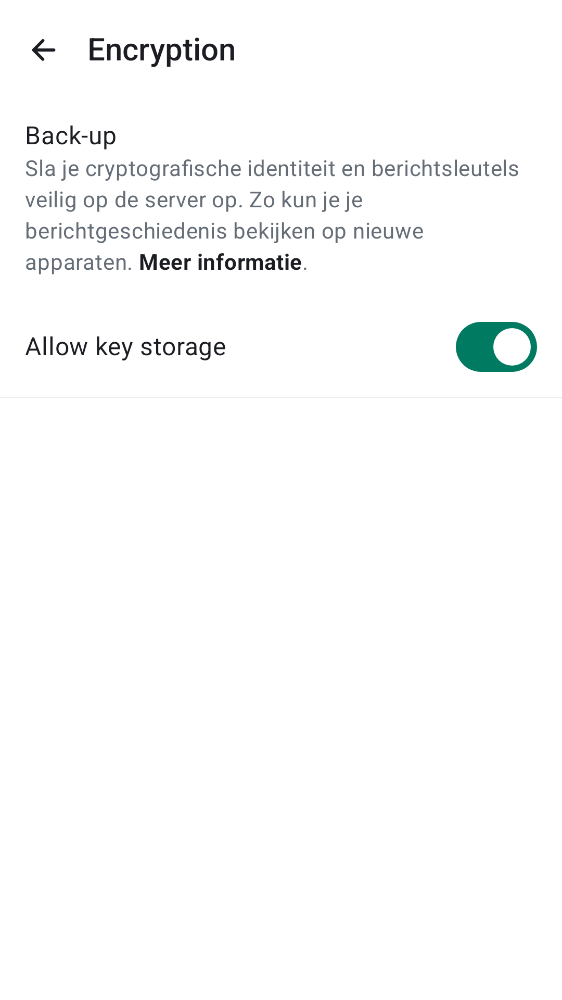 Encryption
Back-up
Sla je cryptografische identiteit en berichtsleutels
veilig op de server op. Zo kun je je
berichtgeschiedenis bekijken op nieuwe
apparaten. Meer informatie.
Allow key storage